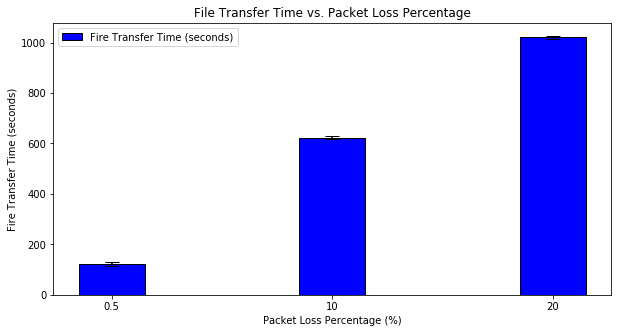 File Transfer Time vs. Packet Loss Percentage
Fire Transfer Time (seconds)
Fire Transfer Time (seconds)
1000
800
600
400
200
0
0.5
10
20
Packet Loss Percentage (%)